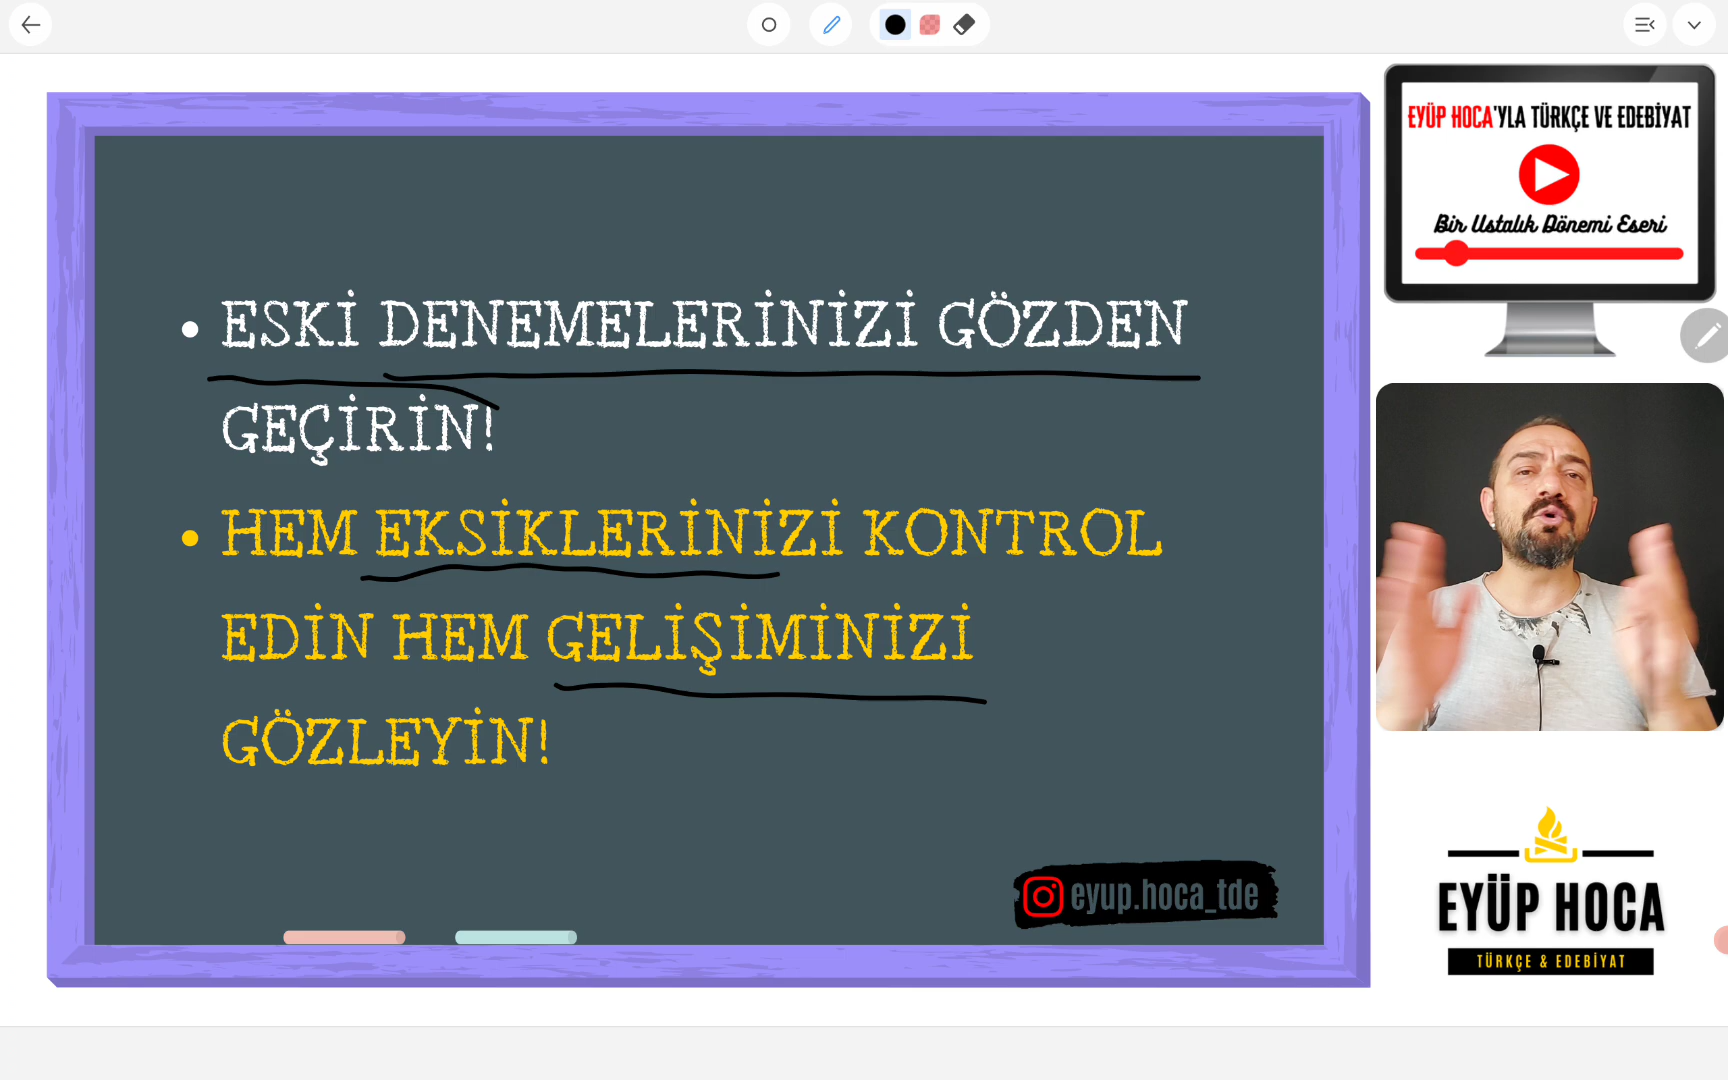 EYÜP HOCA'YLA TÜRKÇE VE EDEBİYAT
Bir Ustalık Dönemi Eseri
• ESKİ DENEMELERİNİZİ GÖZDEN
GEÇİRİN!
• HEM EKSİKLERİNİZİ KONTROL
EDİN HEM GELİŞİMİNİZİ
GÖZLEYİN!
eyup.hoca_tde
EYÜP HOCA
TÜRKÇE & EDEBİYAT